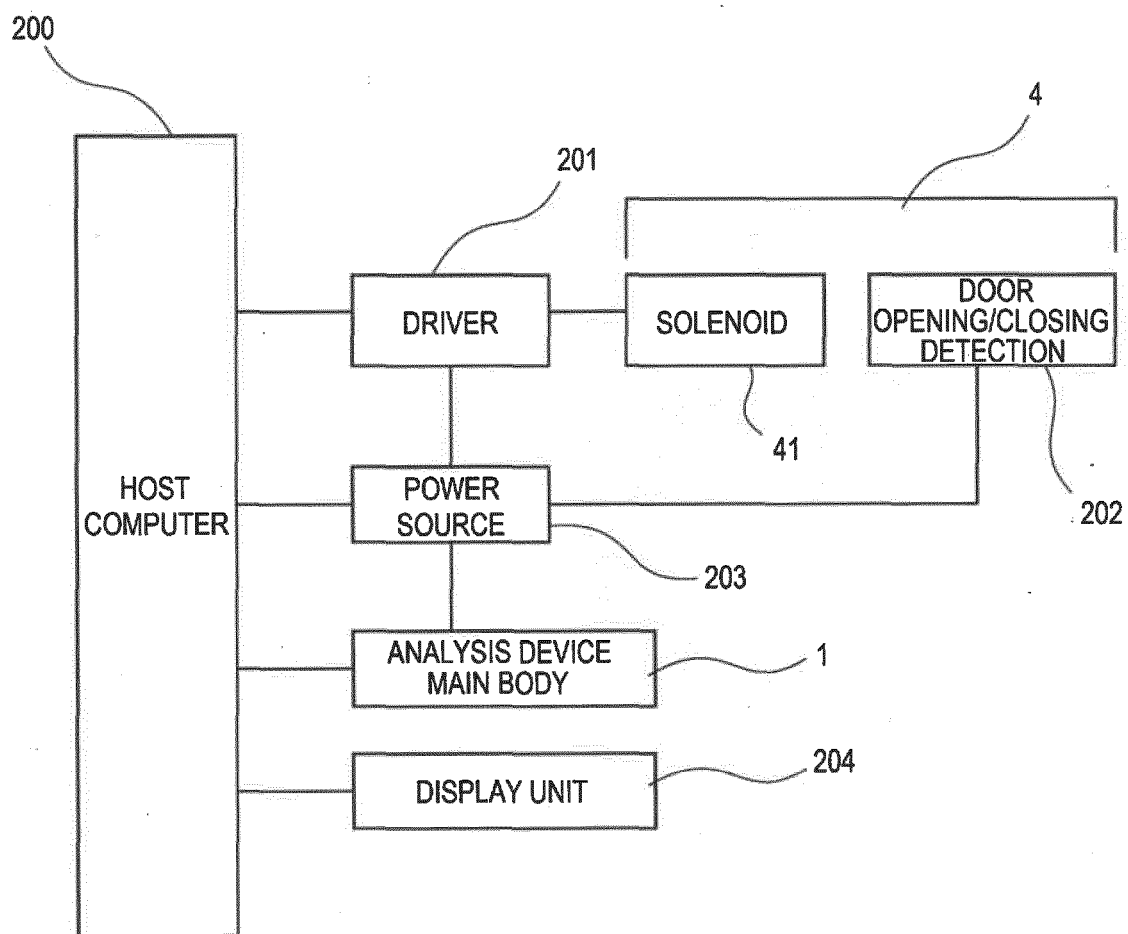 200
4
201
DRIVER
SOLENOID
DOOR
OPENING/CLOSING
DETECTION
41
202
HOST
COMPUTER
POWER
SOURCE
203
ANALYSIS DEVICE
MAIN BODY
1
DISPLAY UNIT
204